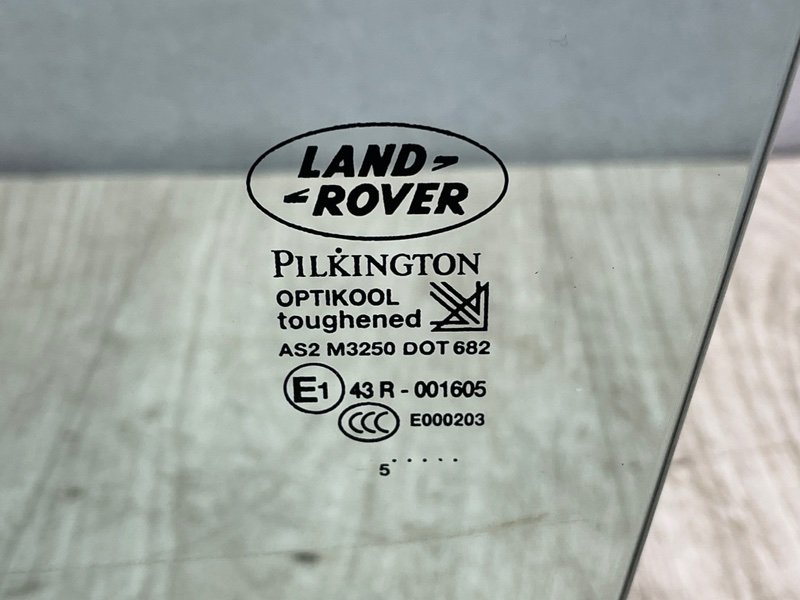 LAND
ROVER
PILKINGTON
OPTIKOOL
toughened
AS2 M3250 DOT 682
E1 43 R - 001605
CCC E000203
5 . . . . .